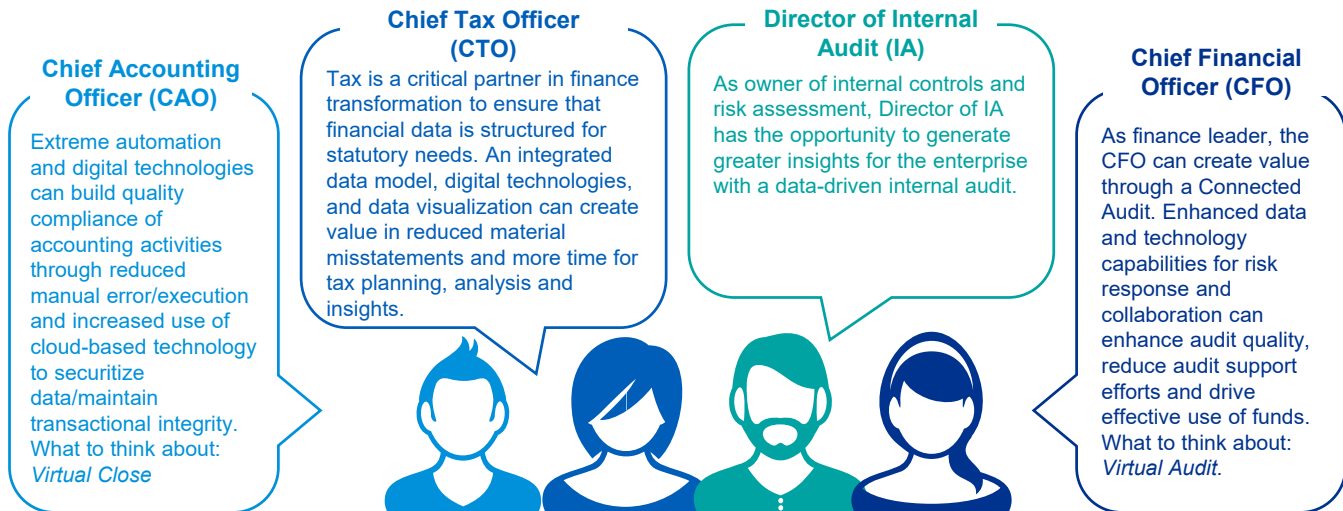 Chief Accounting
Officer (CAO)
Extreme automation
and digital technologies
can build quality
compliance of
accounting activities
through reduced
manual error/execution
and increased use of
cloud-based technology
to securitize
data/maintain
transactional integrity.
What to think about:
Virtual Close
Chief Tax Officer
(CTO)
Tax is a critical partner in finance
transformation to ensure that
financial data is structured for
statutory needs. An integrated
data model, digital technologies,
and data visualization can create
value in reduced material
misstatements and more time for
tax planning, analysis and
insights.
Director of Internal
Audit (IA)
As owner of internal controls and
risk assessment, Director of IA
has the opportunity to generate
greater insights for the enterprise
with a data-driven internal audit.
Chief Financial
Officer (CFO)
As finance leader, the
CFO can create value
through a Connected
Audit. Enhanced data
and technology
capabilities for risk
response and
collaboration can
enhance audit quality,
reduce audit support
efforts and drive
effective use of funds.
What to think about:
Virtual Audit.